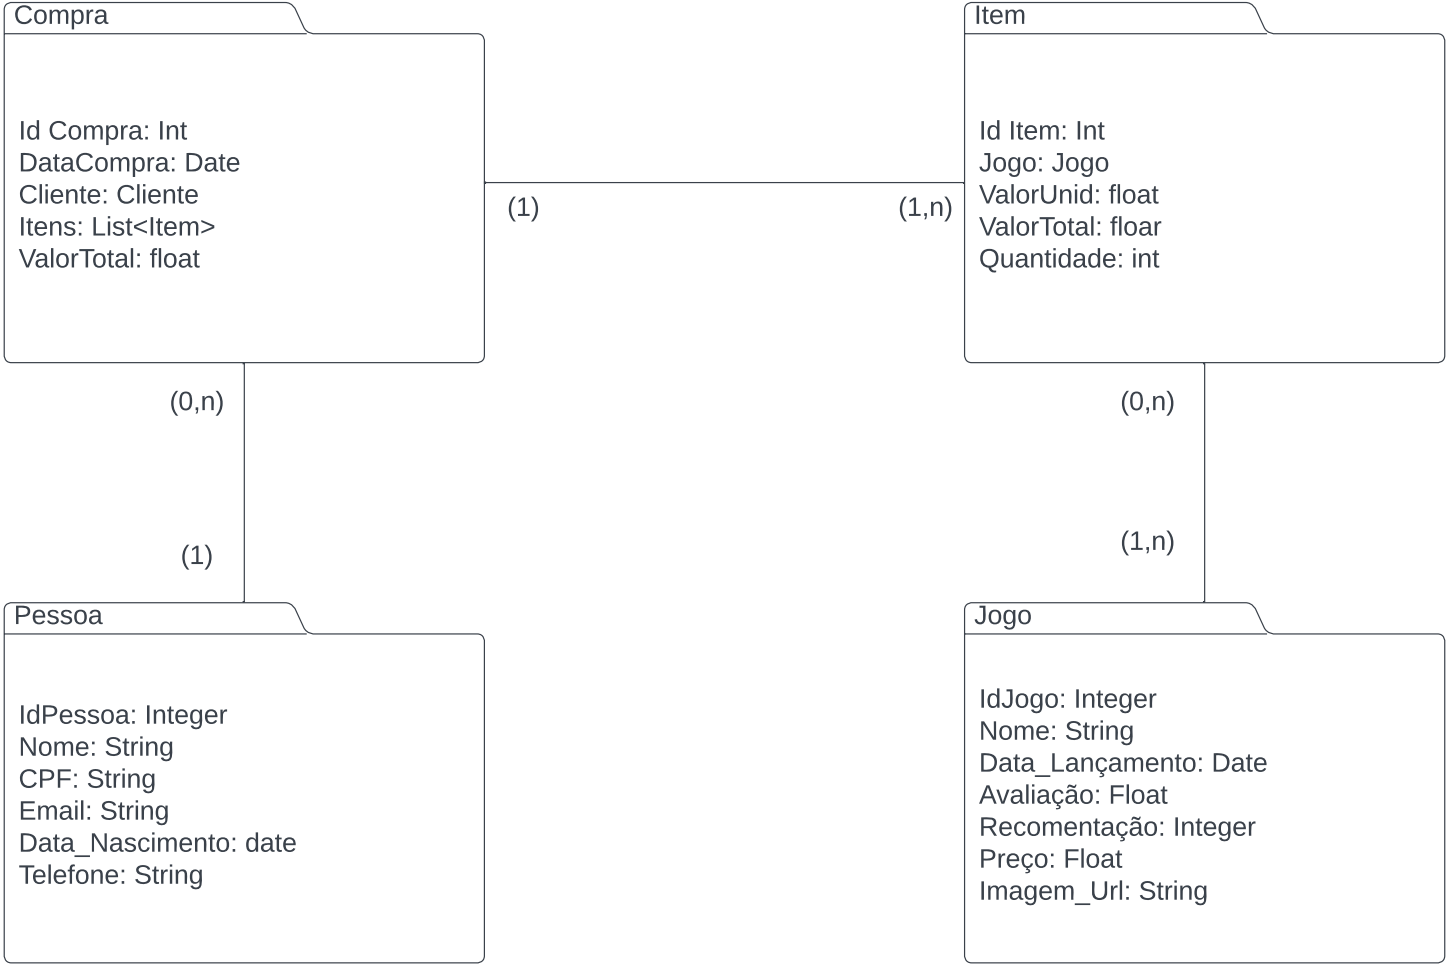 Compra
Id Compra: Int
DataCompra: Date
Cliente: Cliente
Itens: List<Item>
ValorTotal: float
(1)
(1,n)
Item
Id Item: Int
Jogo: Jogo
ValorUnid: float
ValorTotal: floar
Quantidade: int
(0,n)
(1)
(0,n)
(1,n)
Pessoa
IdPessoa: Integer
Nome: String
CPF: String
Email: String
Data_Nascimento: date
Telefone: String
Jogo
IdJogo: Integer
Nome: String
Data_Lançamento: Date
Avaliação: Float
Recomentação: Integer
Preço: Float
Imagem_Url: String